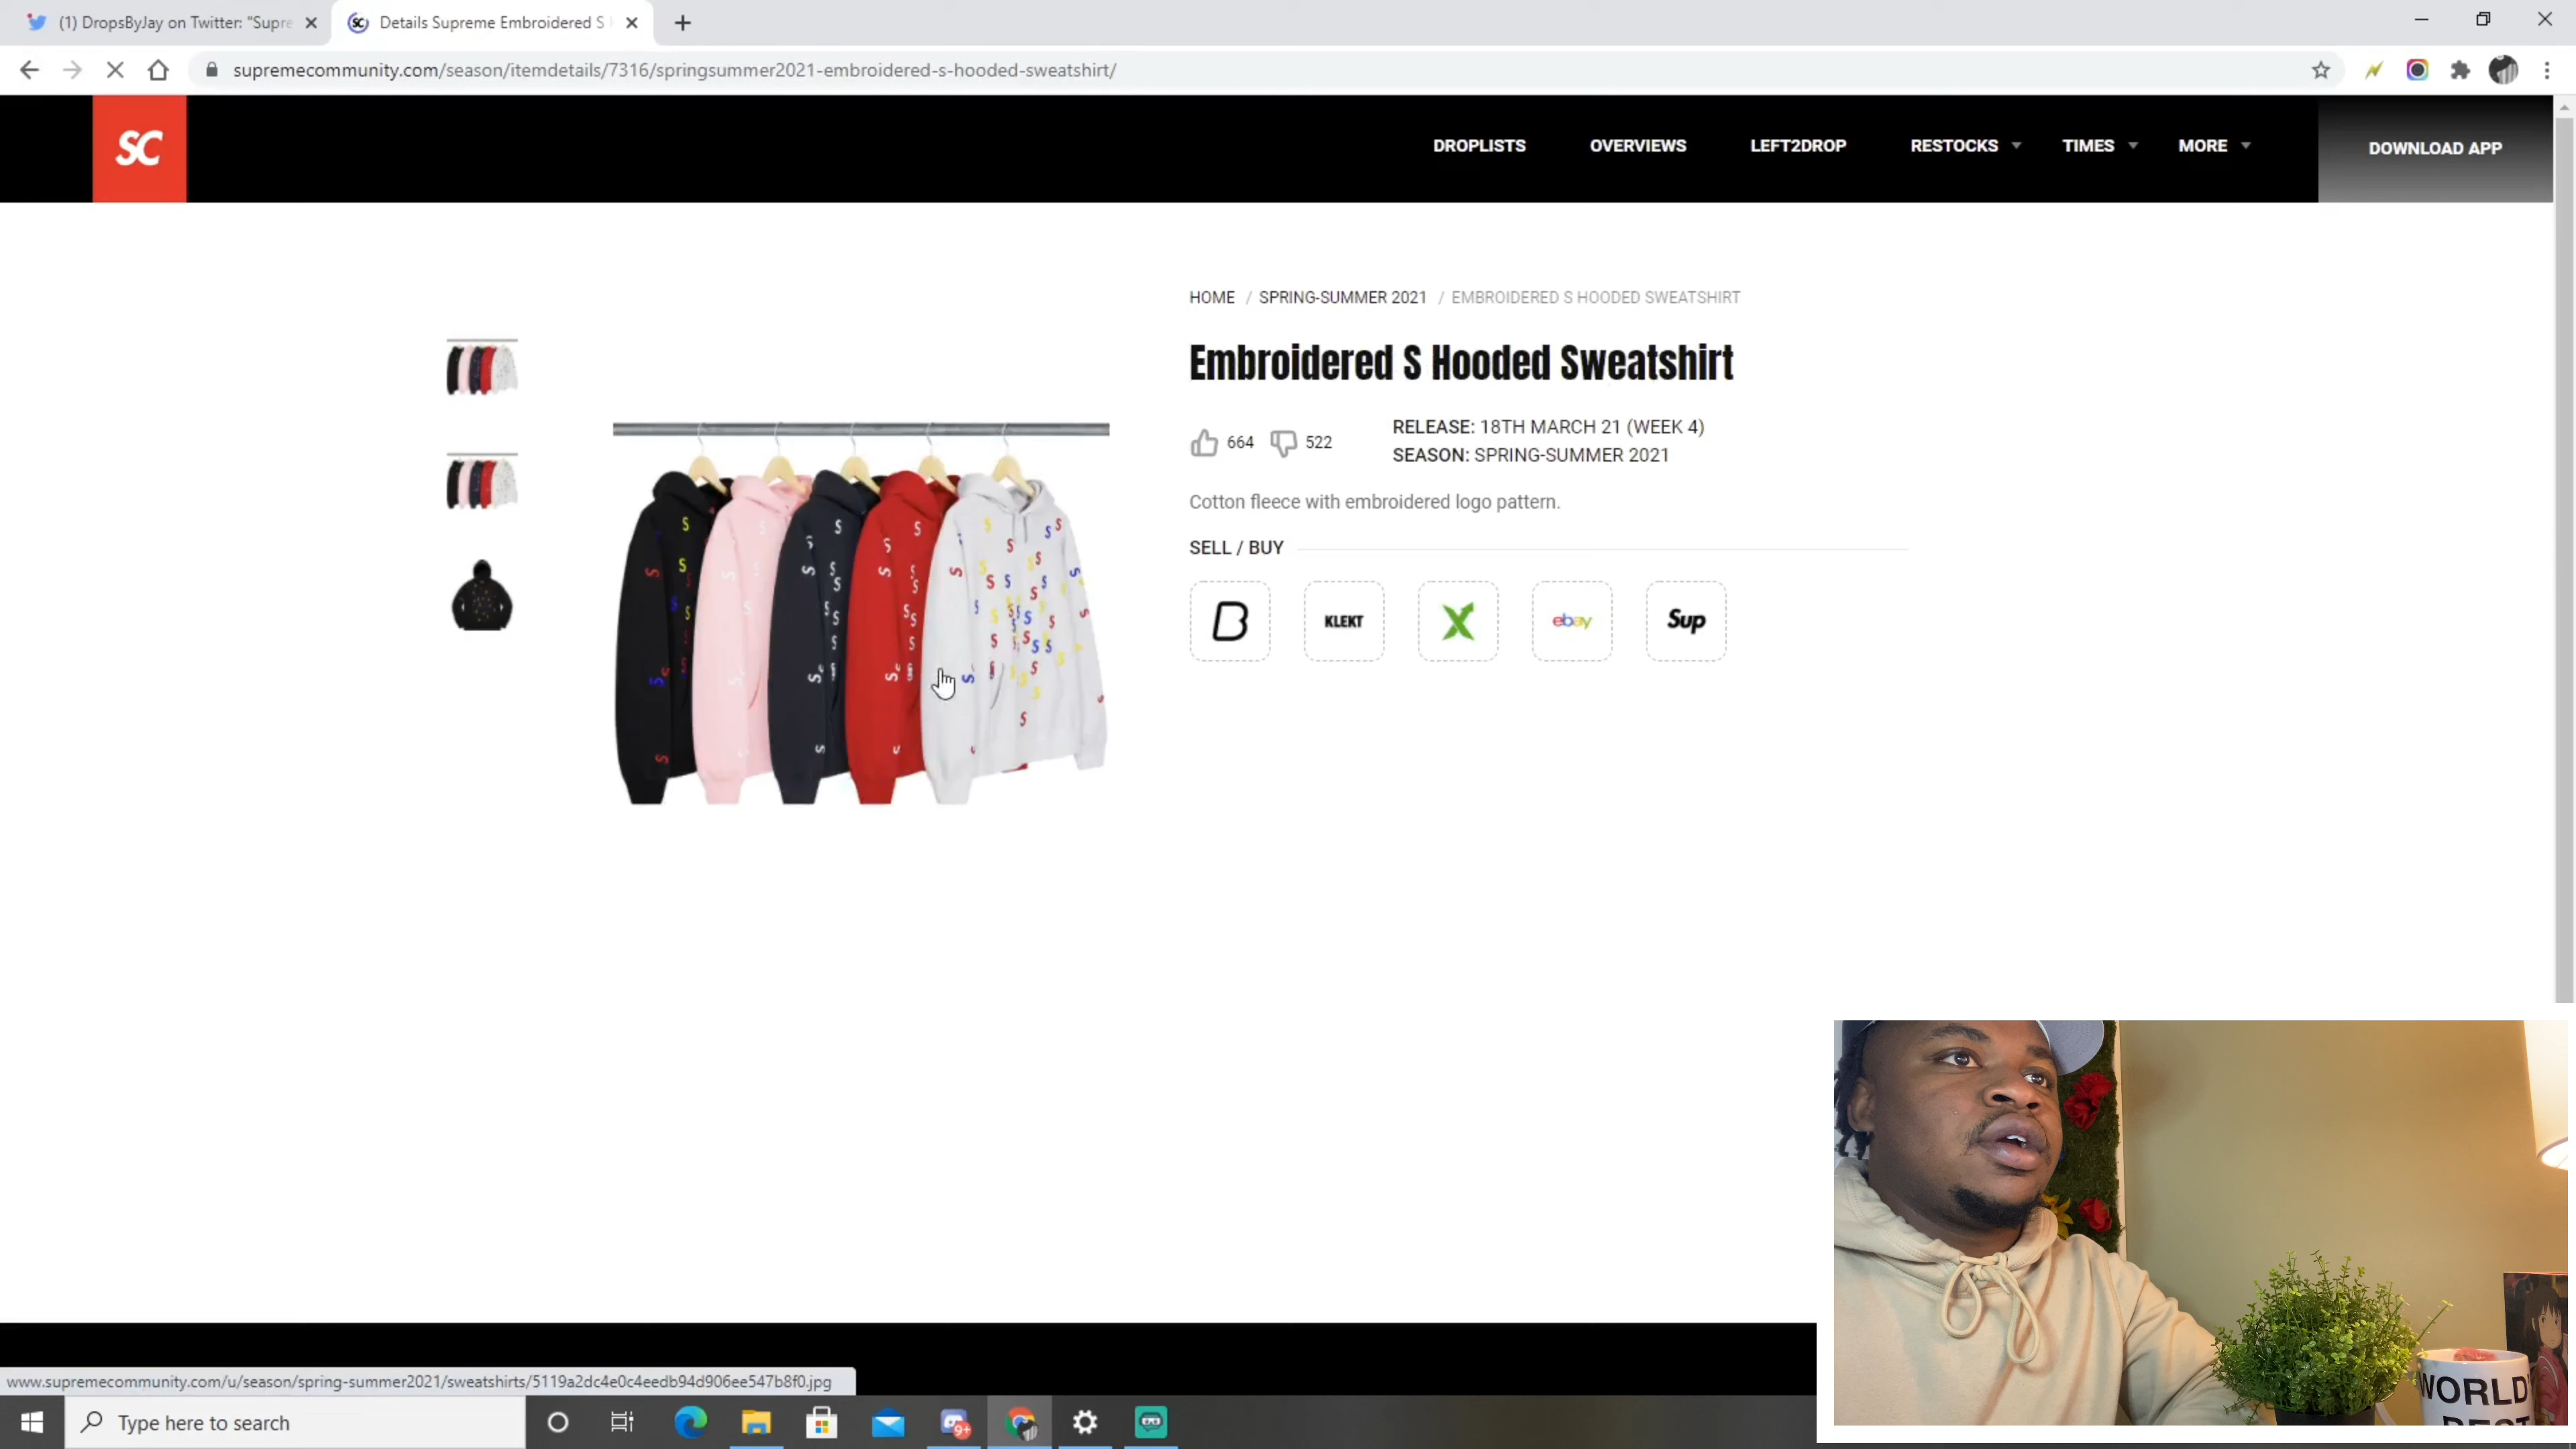 (1) DropsByJay on Twitter: "Supre
Details Supreme Embroidered S
supremecommunity.com/season/itemdetails/7316/springsummer2021-embroidered-s-hooded-sweatshirt/
SC
DROPLISTS
OVERVIEWS
LEFT2DROP
RESTOCKS
TIMES
MORE
DOWNLOAD APP
HOME / SPRING-SUMMER 2021 / EMBROIDERED S HOODED SWEATSHIRT
Embroidered S Hooded Sweatshirt
664
522
RELEASE: 18TH MARCH 21 (WEEK 4)
SEASON: SPRING-SUMMER 2021
Cotton fleece with embroidered logo pattern.
SELL / BUY
B
KLEKT
X
ebay
Sup
www.supremecommunity.com/u/season/spring-summer2021/sweatshirts/5119a2dc4e0c4eedb94d906ee547b8f0.jpg
Type here to search
9+
WORLD'
BEST